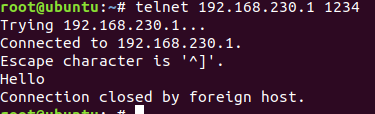 root@ubuntu:~# telnet 192.168.230.1 1234
Trying 192.168.230.1...
Connected to 192.168.230.1.
Escape character is '^]'.
Hello
Connection closed by foreign host.
root@ubuntu:~#